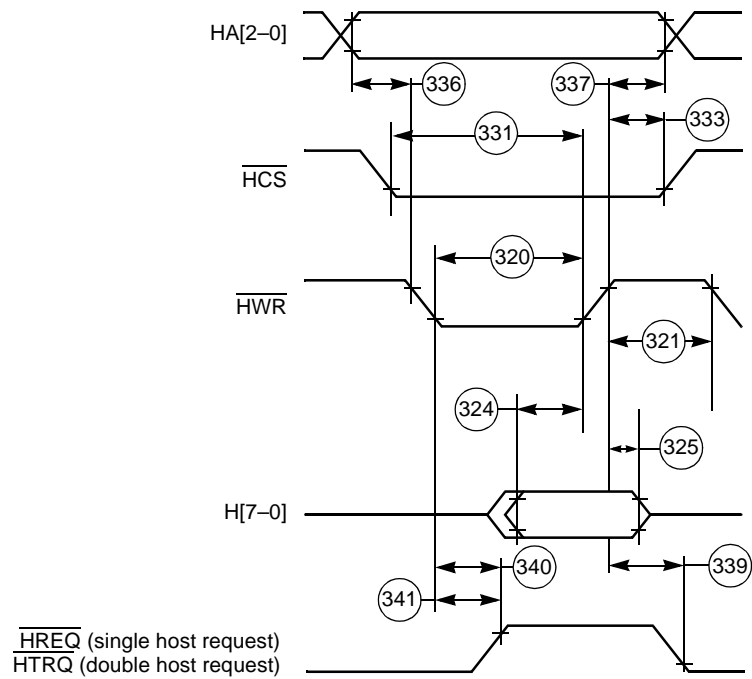 HA[2–0]
336
337
333
331
HCS
320
HWR
321
324
325
H[7–0]
340
339
341
HREQ (single host request)
HTRQ (double host request)